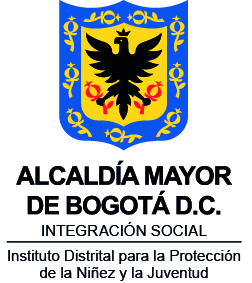 ALCALDÍA MAYOR
DE BOGOTÁ D.C.
INTEGRACIÓN SOCIAL
Instituto Distrital para la Protección
de la Niñez y la Juventud